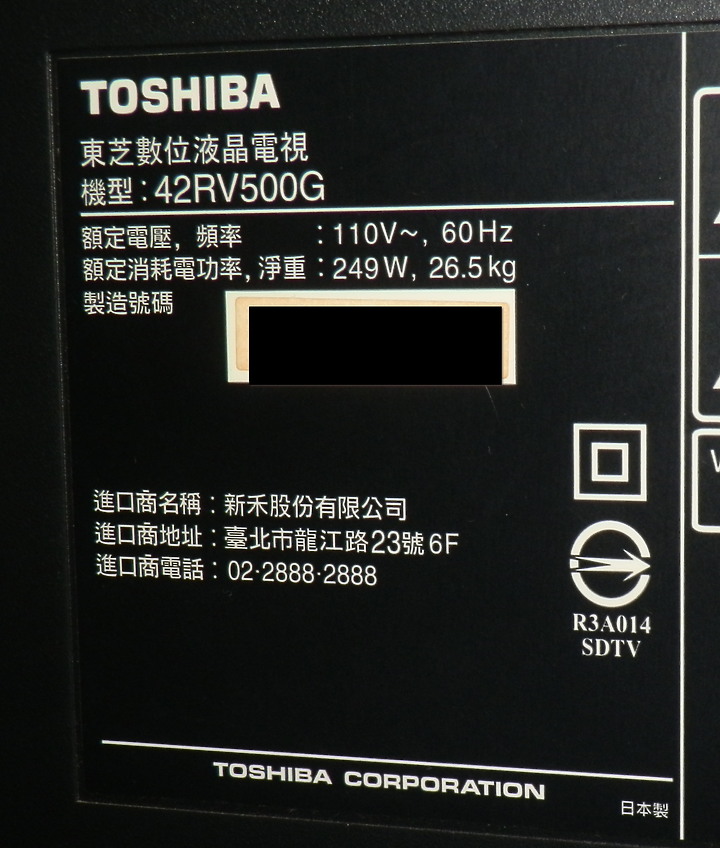 TOSHIBA
東芝數位液晶電視
機型:42RV500G
額定電壓, 頻率 :110V~, 60Hz
額定消耗電功率, 淨重:249W, 26.5kg
製造號碼
進口商名稱:新禾股份有限公司
進口商地址:臺北市龍江路23號6F
進口商電話:02·2888·2888
R3A014
SDTV
TOSHIBA CORPORATION
日本製